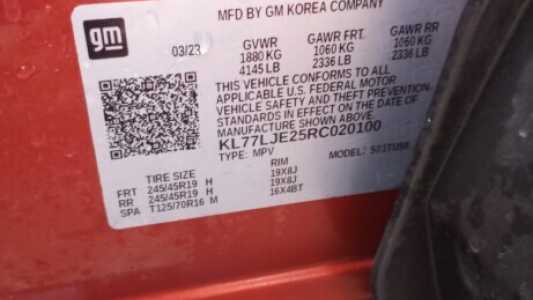 MFD BY GM KOREA COMPANY
gm
03/23
GVWR GAWR FRT. GAWR RR
1880 KG 1060 KG 1060 KG
4145 LB 2336 LB 2336 LB
THIS VEHICLE CONFORMS TO ALL
APPLICABLE U.S. FEDERAL MOTOR
VEHICLE SAFETY AND THEFT PREVENTION
STANDARDS IN EFFECT ON THE DATE OF
MANUFACTURE SHOWN ABOVE.
KL77LJE25RC020100
TYPE: MPV MODEL:
TIRE SIZE RIM
FRT 245/45R19 H 19X8J
RR 245/45R19 H 19X8J
SPA T125/70R16 M 16X4BT